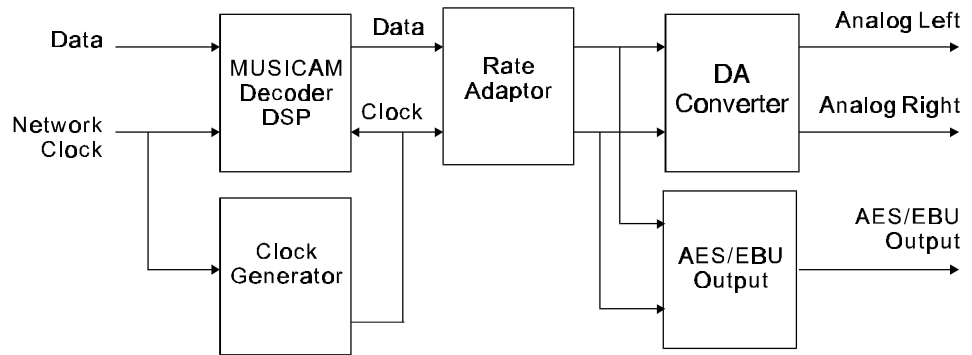 Data
Network
Clock
MUSICAM
Decoder
DSP
Clock
Generator
Data
Clock
Rate
Adaptor
DA
Converter
AES/EBU
Output
Analog Left
Analog Right
AES/EBU
Output